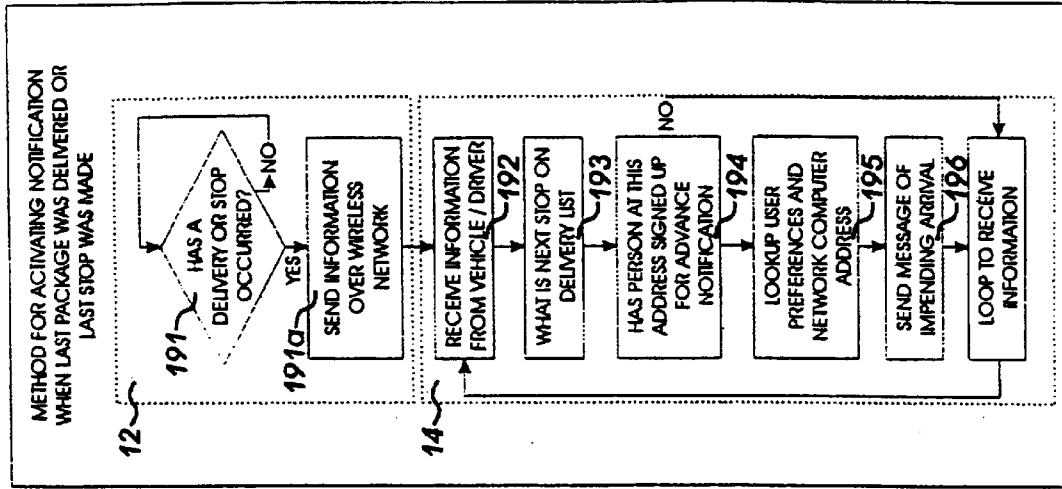 METHOD FOR ACTIVATING NOTIFICATION
WHEN LAST PACKAGE WAS DELIVERED OR
LAST STOP WAS MADE
12
191
HAS A
DELIVERY OR STOP
OCCURRED?
NO
YES
191a
SEND INFORMATION
OVER WIRELESS
NETWORK
14
RECEIVE INFORMATION
FROM VEHICLE / DRIVER
192
WHAT IS NEXT STOP ON
DELIVERY LIST
193
HAS PERSON AT THIS
ADDRESS SIGNED UP
FOR ADVANCE
NOTIFICATION
NO
194
LOOKUP USER
PREFERENCES AND
NETWORK COMPUTER
ADDRESS
195
SEND MESSAGE OF
IMPENDING ARRIVAL
196
LOOP TO RECEIVE
INFORMATION